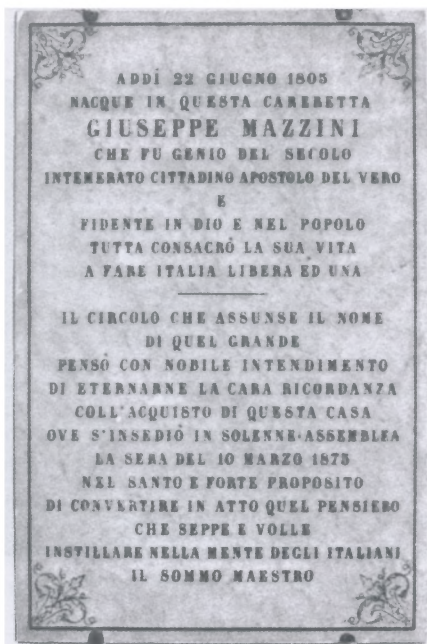 ADDÌ 22 GIUGNO 1805
NACQUE IN QUESTA CAMERETTA
GIUSEPPE MAZZINI
CHE FU GENIO DEL SECOLO
INTEMERATO CITTADINO APOSTOLO DEL VERO
E
FIDENTE IN DIO E NEL POPOLO
TUTTA CONSACRÓ LA SUA VITA
A FARE ITALIA LIBERA ED UNA
IL CIRCOLO CHE ASSUNSE IL NOME
DI QUEL GRANDE
PENSÓ CON NOBILE INTENDIMENTO
DI ETERNARNE LA CARA RICORDANZA
COLL'ACQUISTO DI QUESTA CASA
OVE S'INSEDIÓ IN SOLENNE ASSEMBLEA
LA SERA DEL 10 MARZO 1875
NEL SANTO E FORTE PROPOSITO
DI CONVERTIRE IN ATTO QUEL PENSIERO
CHE SEPPE E VOLLE
INSTILLARE NELLA MENTE DEGLI ITALIANI
IL SOMMO MAESTRO